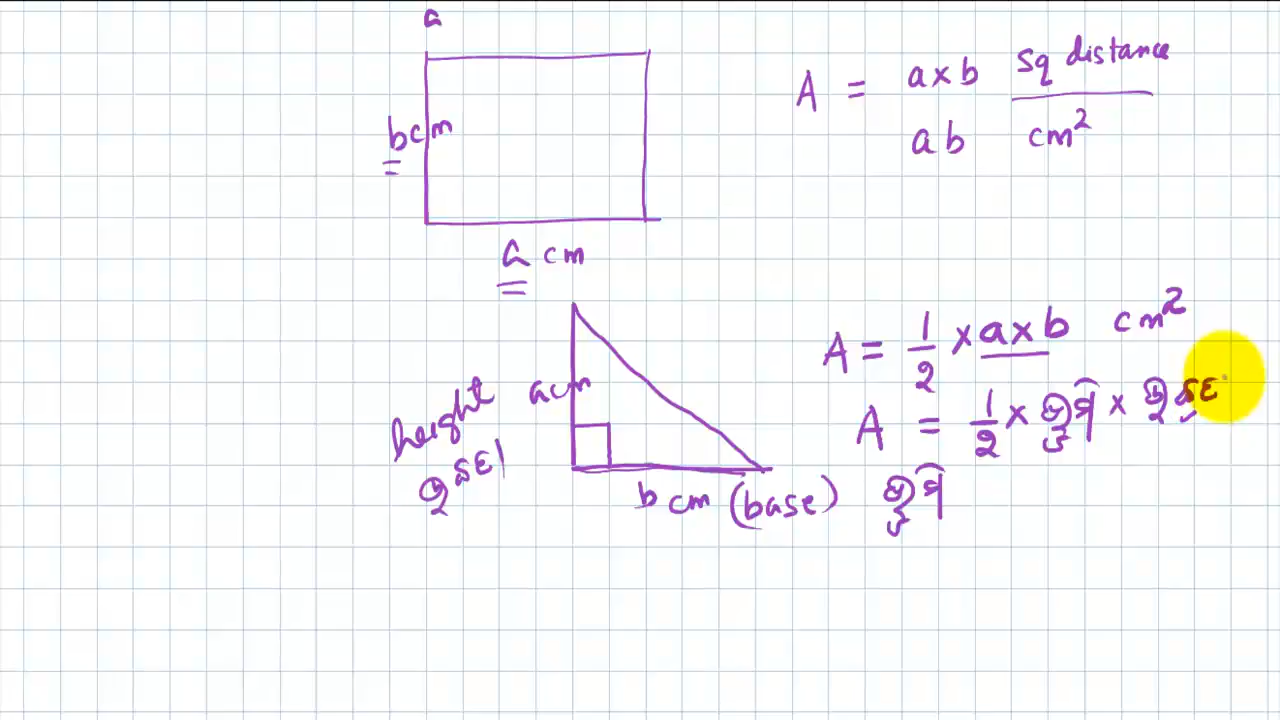 a
b cm
A = a x b sq distance
ab cm²
a cm
A = 1/2 x a x b cm²
a cm
height
A = 1/2 x ଭୂମି x
b cm (base) ଭୂମି